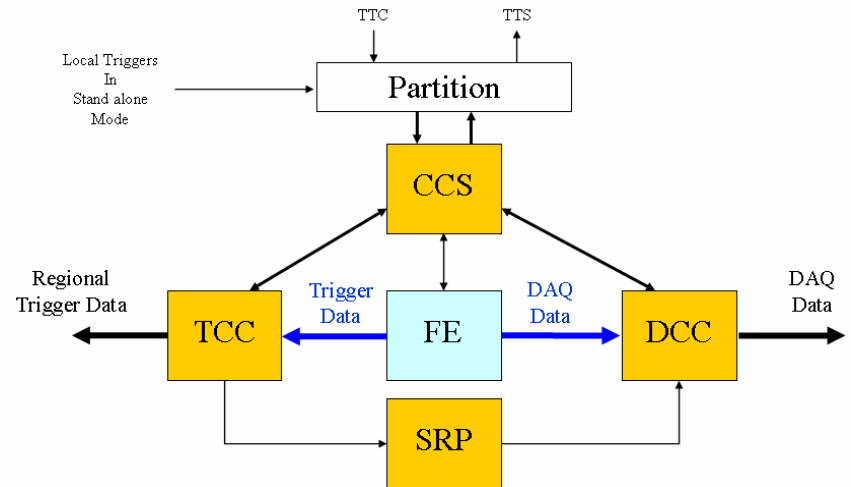 TTC
TTS
Local Triggers
In
Stand alone
Mode
Partition
CCS
Regional
Trigger Data
Trigger
Data
DAQ
Data
DAQ
Data
TCC
FE
DCC
SRP